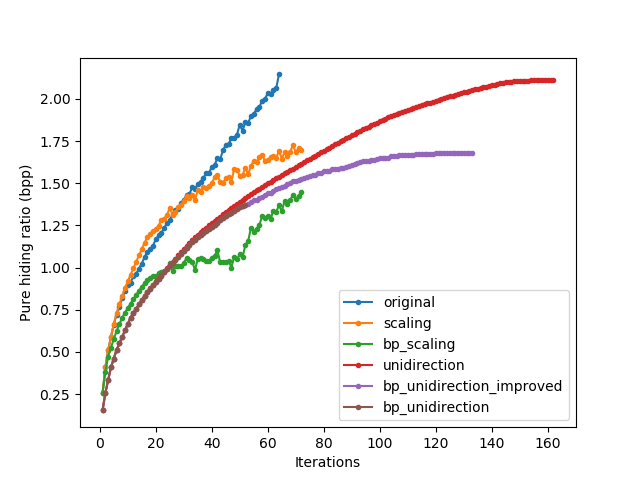 2.00
1.75
1.50
1.25
1.00
0.75
0.50
0.25
Pure hiding ratio (bpp)
original
scaling
bp_scaling
unidirection
bp_unidirection_improved
bp_unidirection
0 20 40 60 80 100 120 140 160
Iterations